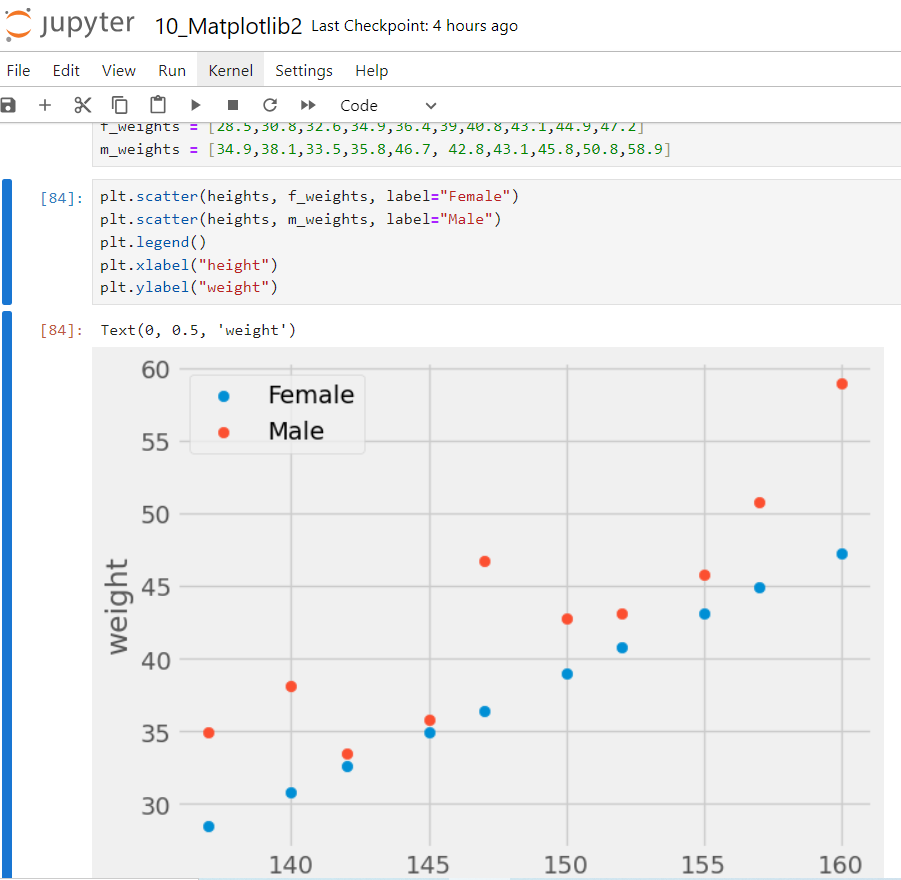 jupyter 10_Matplotlib2 Last Checkpoint: 4 hours ago
File Edit View Run Kernel Settings Help
Code
f_weights = [28.5,30.8,32.6,34.9,36.4,39,40.8,43.1,44.9,47.2]
m_weights = [34.9,38.1,33.5,35.8,46.7, 42.8,43.1,45.8,50.8,58.9]
[84]: plt.scatter(heights, f_weights, label="Female")
plt.scatter(heights, m_weights, label="Male")
plt.legend()
plt.xlabel("height")
plt.ylabel("weight")
[84]: Text(0, 0.5, 'weight')
60
Female
Male
55
50
weight
45
40
35
30
140 145 150 155 160